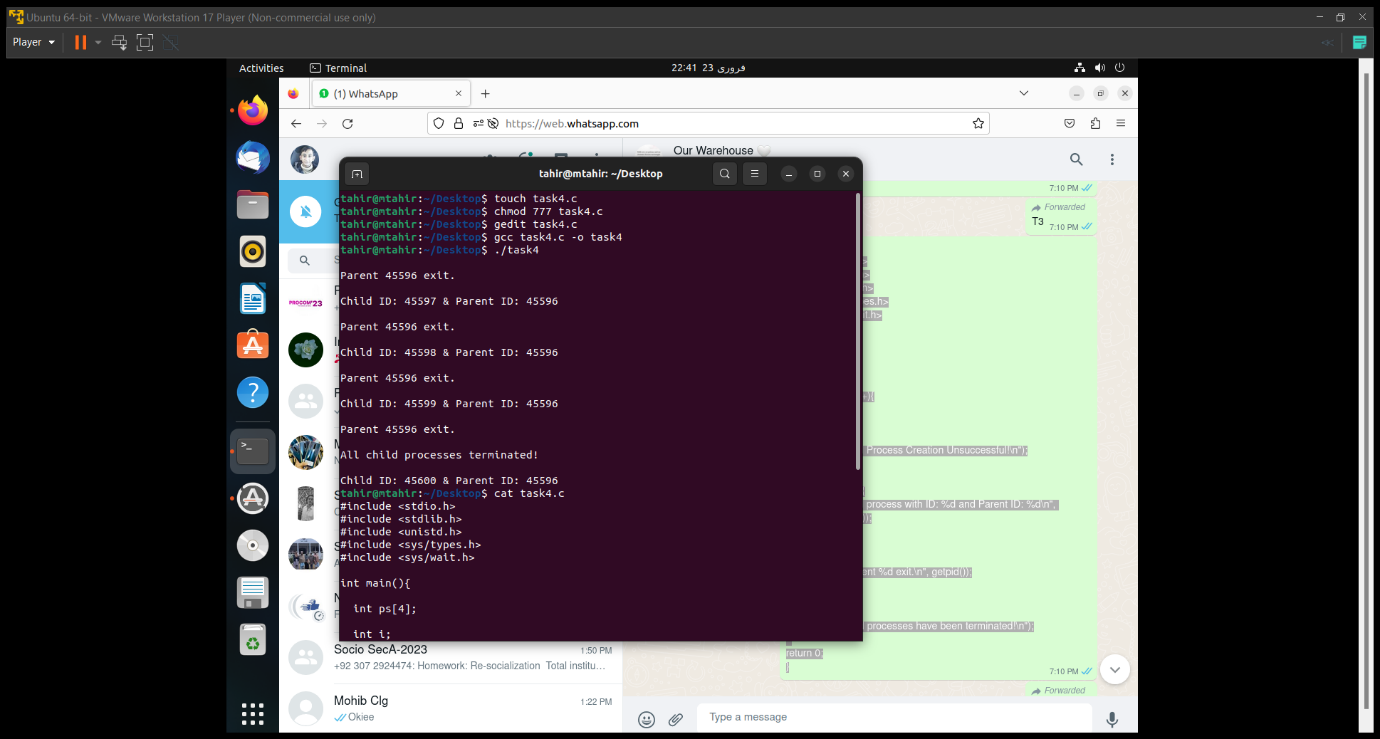 Ubuntu 64-bit - VMware Workstation 17 Player (Non-commercial use only)
Player
Activities
Terminal
22:41 23 فروری
(1) WhatsApp
https://web.whatsapp.com
Our Warehouse
7:10 PM
Forwarded
T3
7:10 PM
tahir@mtahir: ~/Desktop
tahir@mtahir:~/Desktop$ touch task4.c
tahir@mtahir:~/Desktop$ chmod 777 task4.c
tahir@mtahir:~/Desktop$ gedit task4.c
tahir@mtahir:~/Desktop$ gcc task4.c -o task4
tahir@mtahir:~/Desktop$ ./task4
Parent 45596 exit.
Child ID: 45597 & Parent ID: 45596
Parent 45596 exit.
Child ID: 45598 & Parent ID: 45596
Parent 45596 exit.
Child ID: 45599 & Parent ID: 45596
Parent 45596 exit.
All child processes terminated!
Child ID: 45600 & Parent ID: 45596
tahir@mtahir:~/Desktop$ cat task4.c
#include <stdio.h>
#include <stdlib.h>
#include <unistd.h>
#include <sys/types.h>
#include <sys/wait.h>
int main(){
int ps[4];
int i;
PROCOM'23
Process Creation Unsuccessful!\n");
process with ID: %d and Parent ID: %d\n",
%d exit.\n", getpid());
processes have been terminated!\n");
return 0;
7:10 PM
Forwarded
Socio SecA-2023
1:50 PM
+92 307 2924474: Homework: Re-socialization Total institu...
Mohib Clg
1:22 PM
Okiee
Type a message